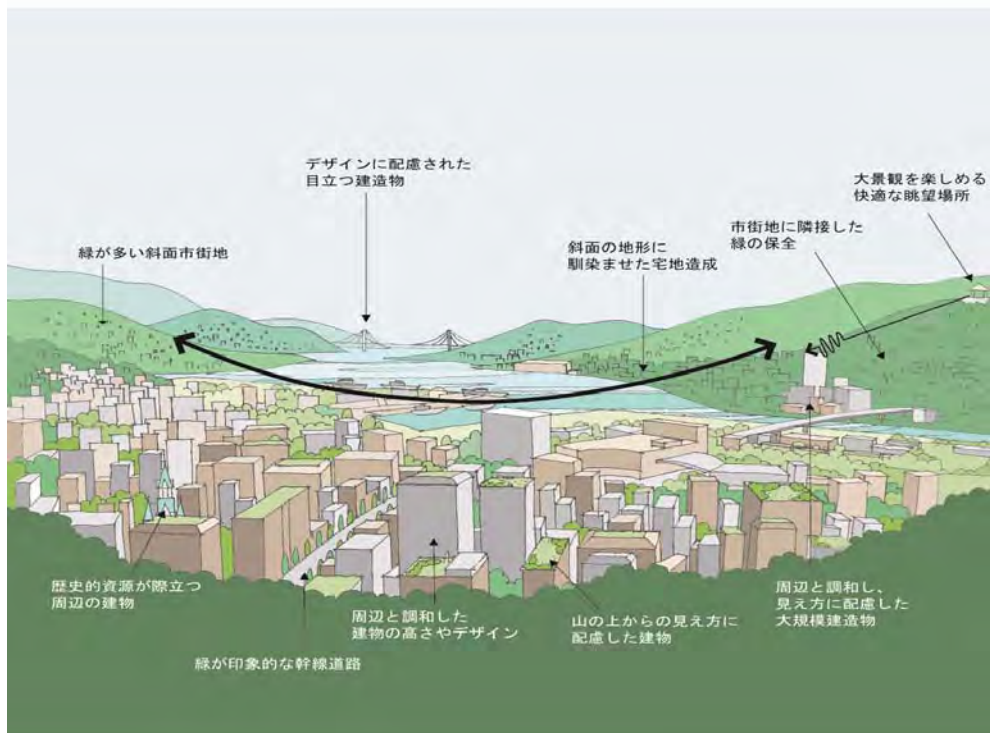 デザインに配慮された
目立つ建造物
大景観を楽しめる
快適な眺望場所
市街地に隣接した
緑の保全
緑が多い斜面市街地
斜面の地形に
馴染ませた宅地造成
歴史的資源が際立つ
周辺の建物
周辺と調和した
建物の高さやデザイン
山の上からの見え方に
配慮した建物
周辺と調和し、
見え方に配慮した
大規模建造物
緑が印象的な幹線道路